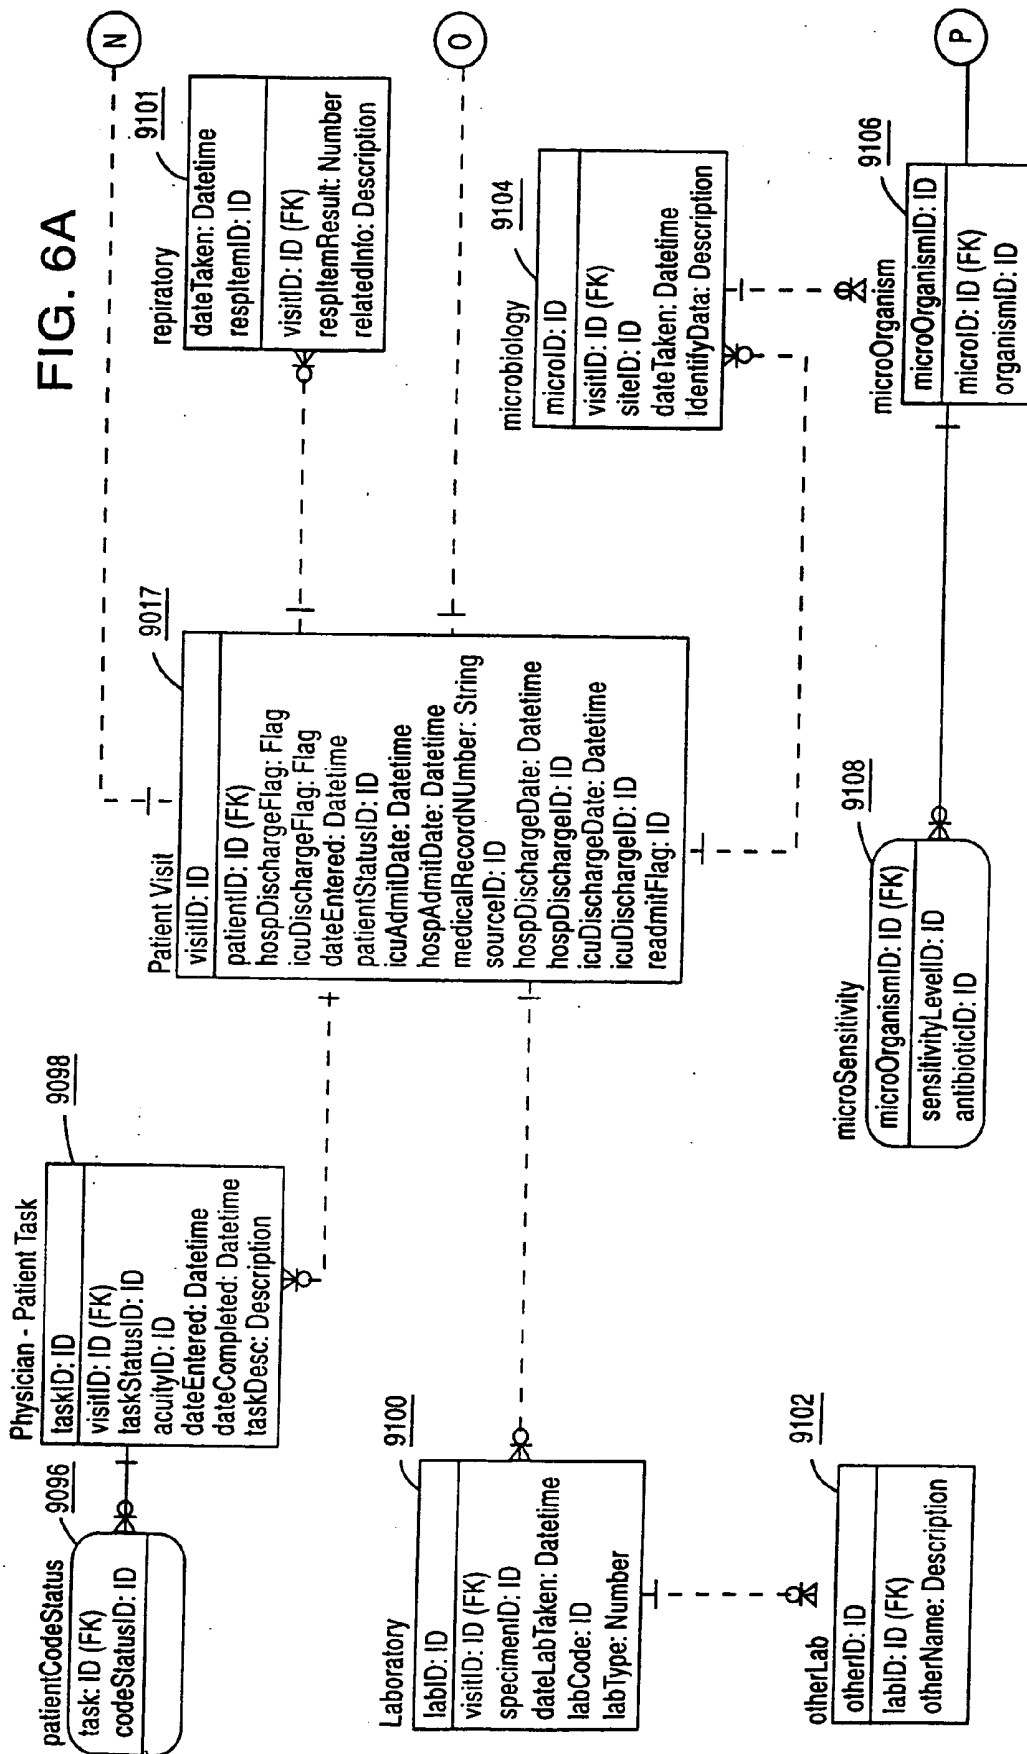 FIG. 6A
patientCodeStatus
9096
task: ID (FK)
codeStatusID: ID
Physician - Patient Task
9098
taskID: ID
visitID: ID (FK)
taskStatusID: ID
acuityID: ID
dateEntered: Datetime
dateCompleted: Datetime
taskDesc: Description
Patient Visit
9017
visitID: ID
patientID: ID (FK)
hospDischargeFlag: Flag
icuDischargeFlag: Flag
dateEntered: Datetime
patientStatusID: ID
icuAdmitDate: Datetime
hospAdmitDate: Datetime
medicalRecordNUmber: String
sourceID: ID
hospDischargeDate: Datetime
hospDischargeID: ID
icuDischargeDate: Datetime
icuDischargeID: ID
readmitFlag: ID
repiratory
9101
dateTaken: Datetime
respItemID: ID
visitID: ID (FK)
respItemResult: Number
relatedInfo: Description
N
O
Laboratory
9100
labID: ID
visitID: ID (FK)
specimenID: ID
dateLabTaken: Datetime
labCode: ID
labType: Number
microbiology
9104
microID: ID
visitID: ID (FK)
siteID: ID
dateTaken: Datetime
IdentifyData: Description
otherLab
9102
otherID: ID
labID: ID (FK)
otherName: Description
microSensitivity
9108
microOrganismID: ID (FK)
sensitivityLevelID: ID
antibioticID: ID
microOrganism
9106
microOrganismID: ID
microID: ID (FK)
organismID: ID
P